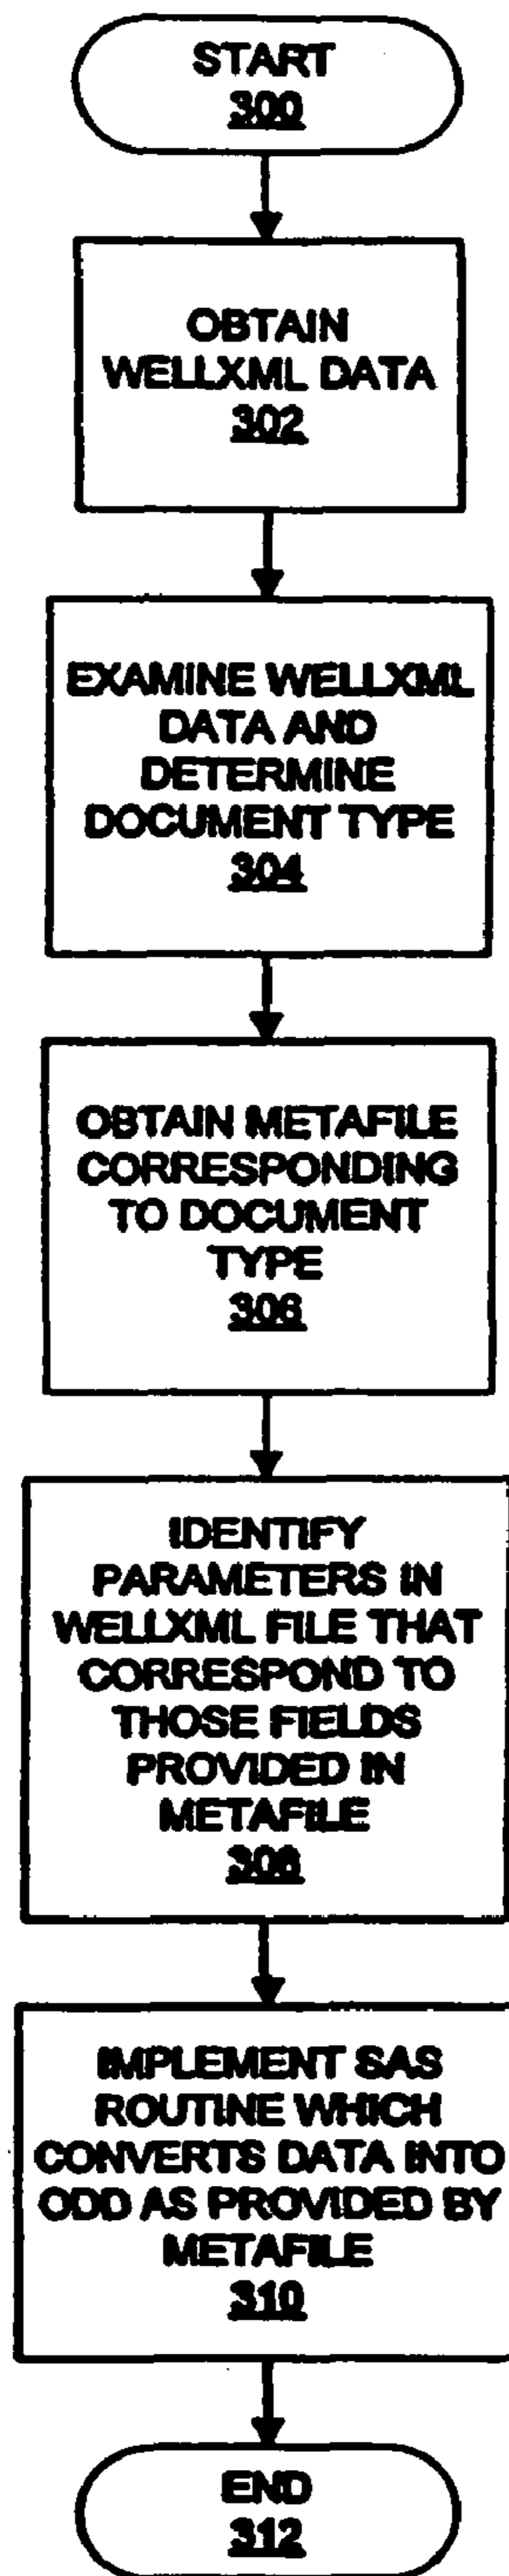 START
300
OBTAIN
WELLXML DATA
302
EXAMINE WELLXML
DATA AND
DETERMINE
DOCUMENT TYPE
304
OBTAIN METAFILE
CORRESPONDING
TO DOCUMENT
TYPE
306
IDENTIFY
PARAMETERS IN
WELLXML FILE THAT
CORRESPOND TO
THOSE FIELDS
PROVIDED IN
METAFILE
308
IMPLEMENT SAS
ROUTINE WHICH
CONVERTS DATA INTO
ODD AS PROVIDED BY
METAFILE
310
END
312